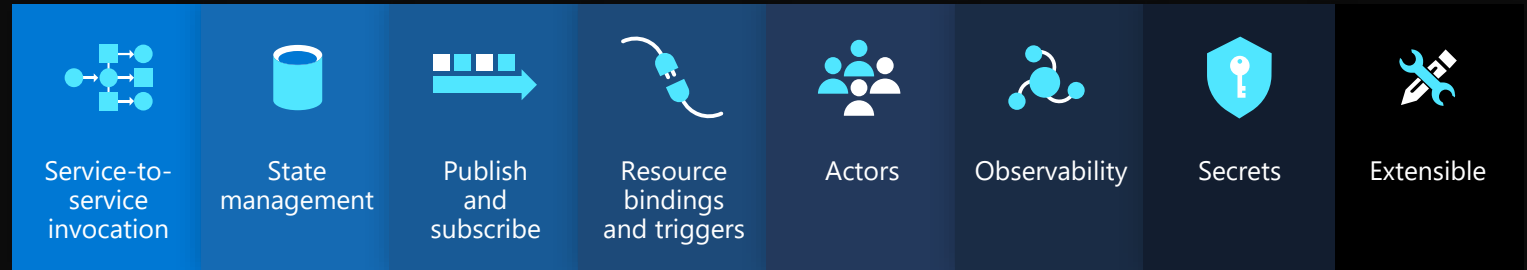 Service-to-
service
invocation
State
management
Publish
and
subscribe
Resource
bindings
and triggers
Actors
Observability
Secrets
Extensible